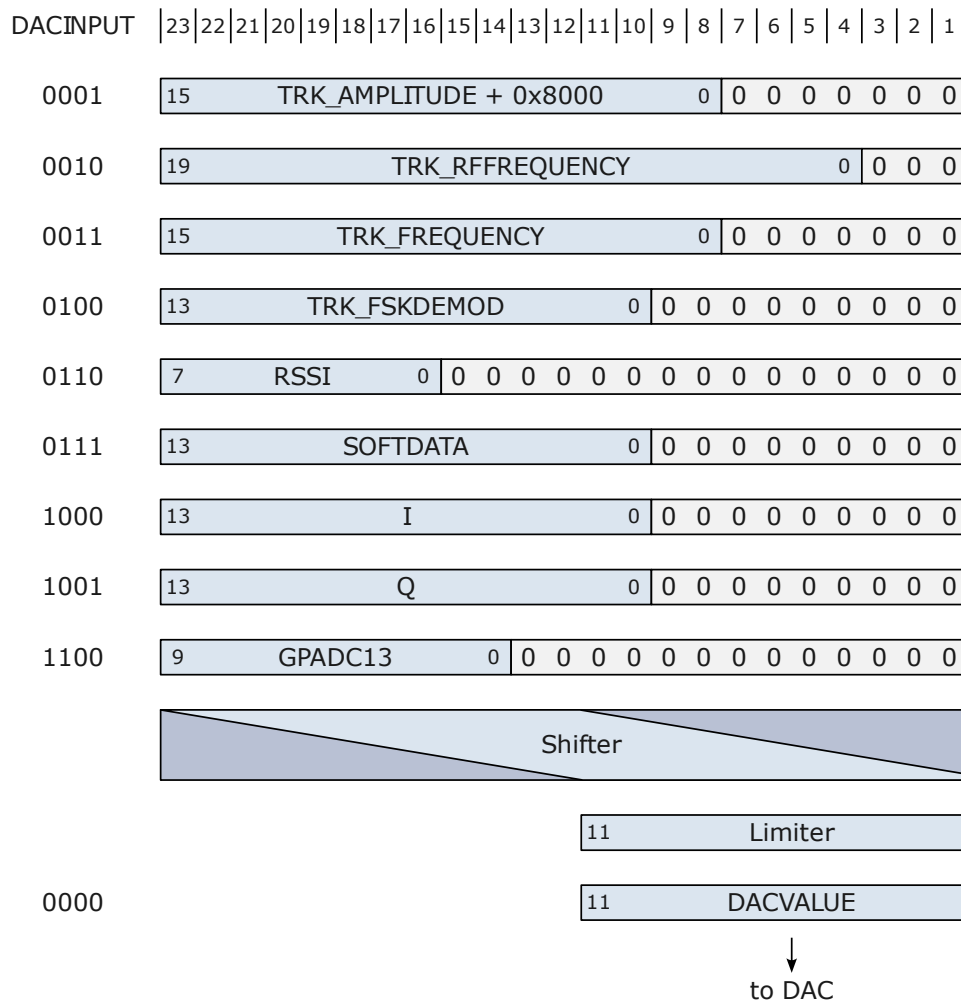 DACINPUT 23 22 21 20 19 18 17 16 15 14 13 12 11 10 9 8 7 6 5 4 3 2 1
0001 15 TRK_AMPLITUDE + 0x8000 0 0 0 0 0 0 0 0
0010 19 TRK_RFFREQUENCY 0 0 0 0
0011 15 TRK_FREQUENCY 0 0 0 0 0 0 0 0
0100 13 TRK_FSKDEMOD 0 0 0 0 0 0 0 0 0 0
0110 7 RSSI 0 0 0 0 0 0 0 0 0 0 0 0 0 0 0 0
0111 13 SOFTDATA 0 0 0 0 0 0 0 0 0 0
1000 13 I 0 0 0 0 0 0 0 0 0 0
1001 13 Q 0 0 0 0 0 0 0 0 0 0
1100 9 GPADC13 0 0 0 0 0 0 0 0 0 0 0 0 0 0
Shifter
11 Limiter
0000 11 DACVALUE
to DAC